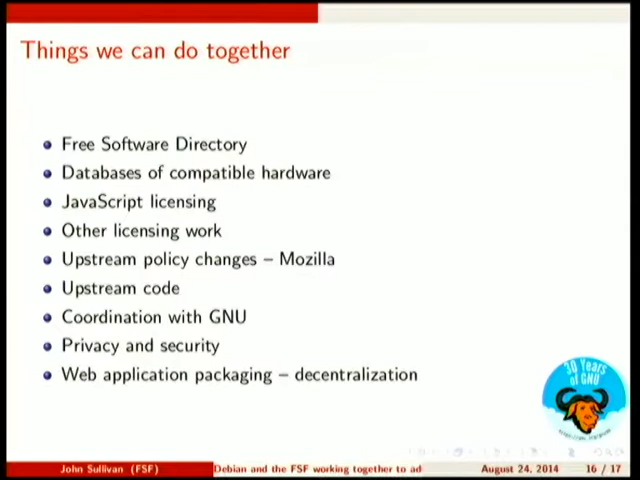 Things we can do together
Free Software Directory
Databases of compatible hardware
JavaScript licensing
Other licensing work
Upstream policy changes – Mozilla
Upstream code
Coordination with GNU
Privacy and security
Web application packaging – decentralization
30 Years
of GNU
John Sullivan (FSF)
Debian and the FSF working together to ad
August 24, 2014
16 / 17